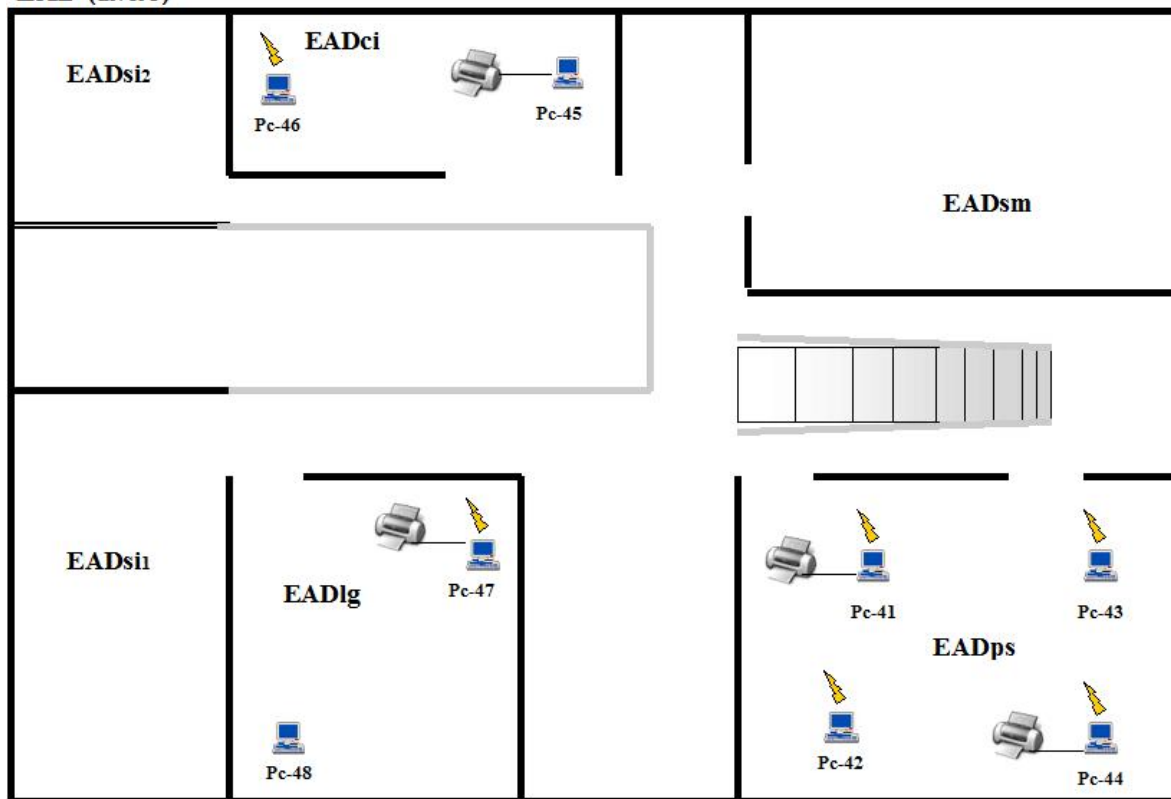 EADci
EADsi2
Pc-46
Pc-45
EADsm
EADsi1
EADlg
Pc-47
Pc-48
Pc-41
Pc-43
EADps
Pc-42
Pc-44